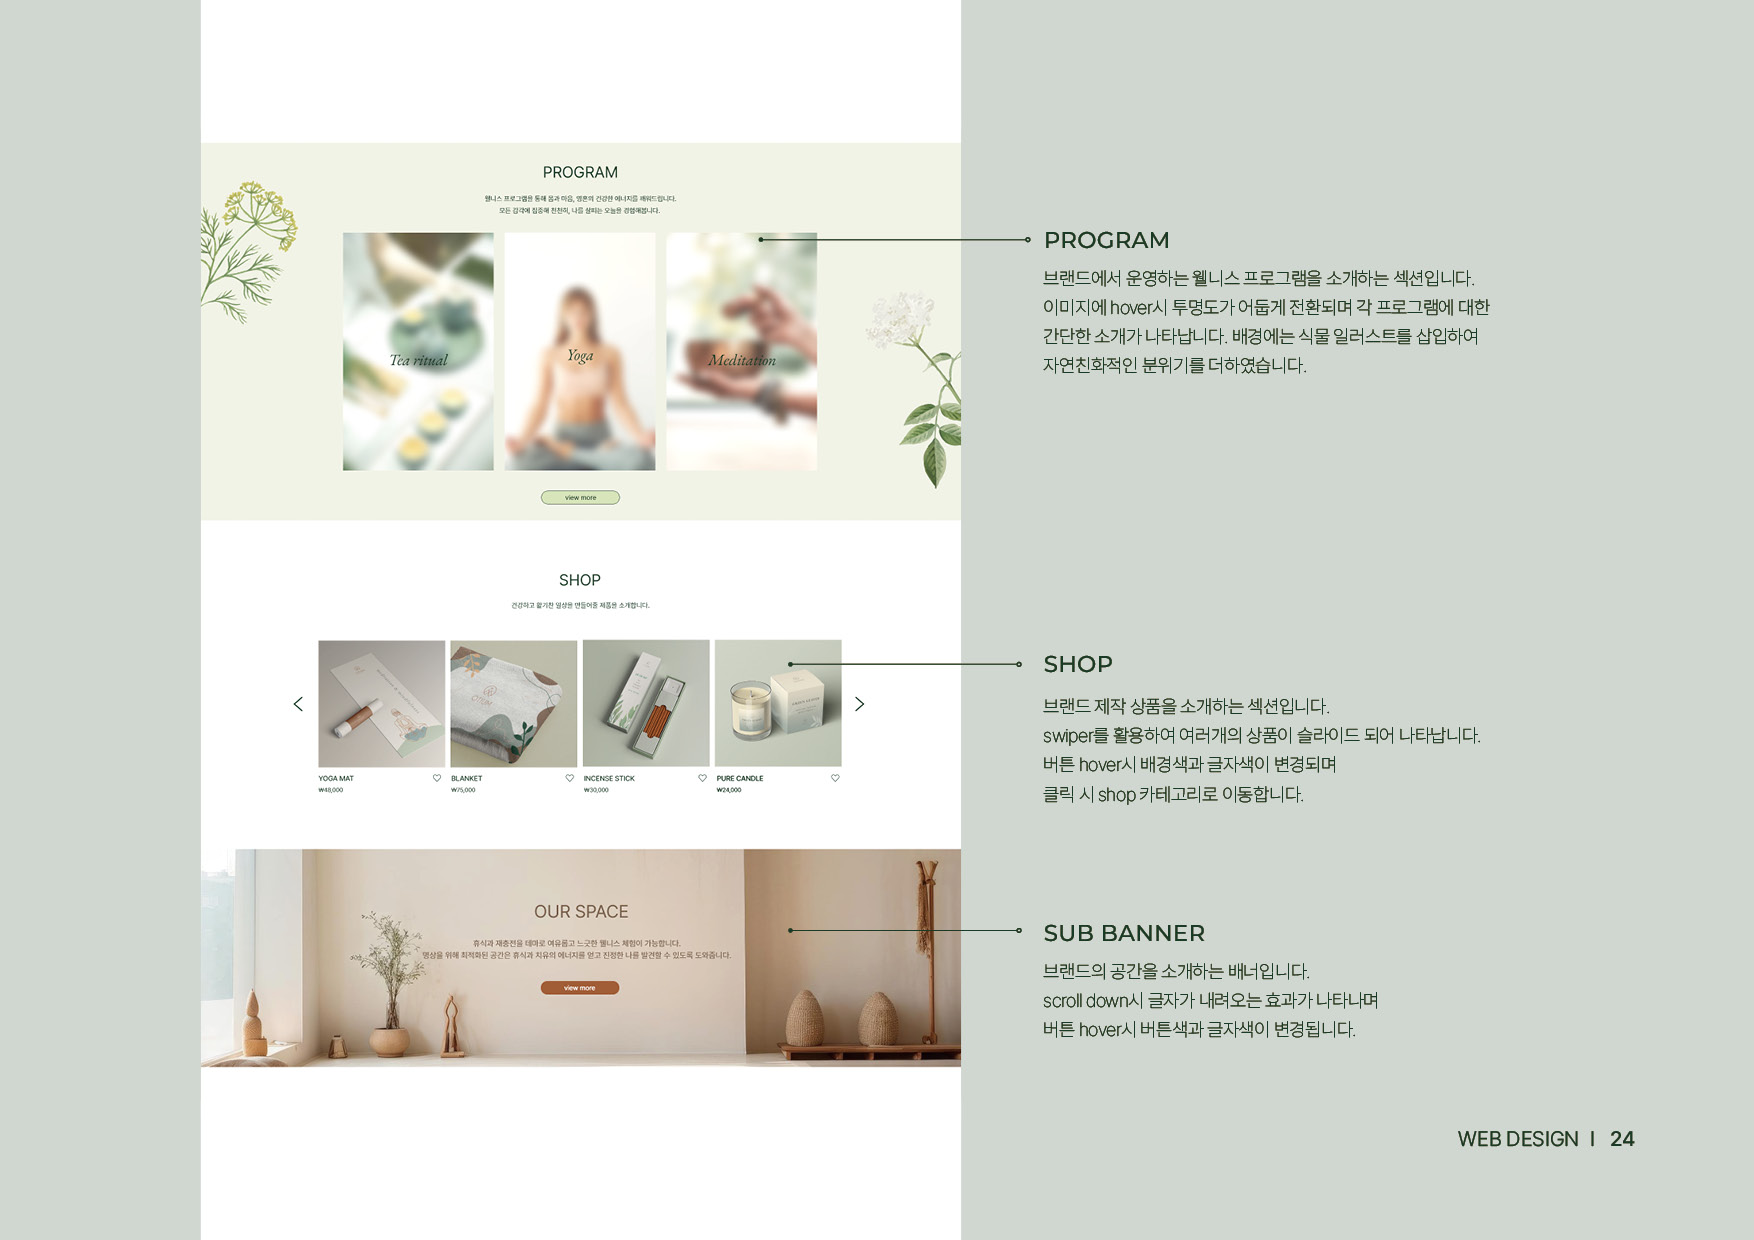 PROGRAM
웰니스 프로그램을 통해 몸과 마음, 영혼의 건강한 에너지를 깨워드립니다.
모든 감각에 집중해 천천히, 나를 살피는 오늘을 경험해봅니다.
Tea ritual
Yoga
Meditation
view more
SHOP
건강하고 활기찬 일상을 만들어줄 제품을 소개합니다.
YOGA MAT
₩48,000
BLANKET
₩75,000
INCENSE STICK
₩30,000
PURE CANDLE
₩24,000
OUR SPACE
휴식과 재충전을 테마로 여유롭고 느긋한 웰니스 체험이 가능합니다.
명상을 위해 최적화된 공간은 휴식과 치유의 에너지를 얻고 진정한 나를 발견할 수 있도록 도와줍니다.
view more
PROGRAM
브랜드에서 운영하는 웰니스 프로그램을 소개하는 섹션입니다.
이미지에 hover시 투명도가 어둡게 전환되며 각 프로그램에 대한
간단한 소개가 나타납니다. 배경에는 식물 일러스트를 삽입하여
자연친화적인 분위기를 더하였습니다.
SHOP
브랜드 제작 상품을 소개하는 섹션입니다.
swiper를 활용하여 여러개의 상품이 슬라이드 되어 나타납니다.
버튼 hover시 배경색과 글자색이 변경되며
클릭 시 shop 카테고리로 이동합니다.
SUB BANNER
브랜드의 공간을 소개하는 배너입니다.
scroll down시 글자가 내려오는 효과가 나타나며
버튼 hover시 버튼색과 글자색이 변경됩니다.
WEB DESIGN | 24